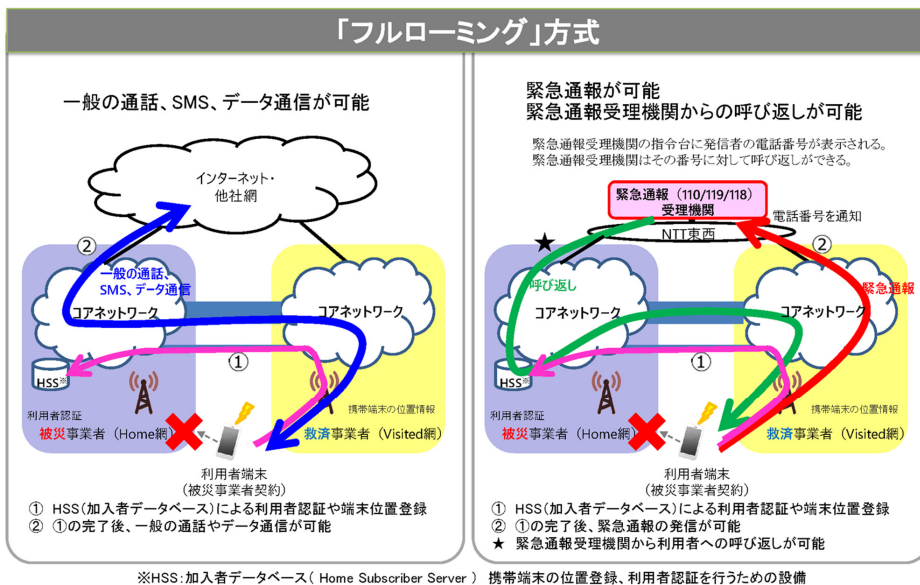 「フルローミング」方式
一般の通話、SMS、データ通信が可能
インターネット・
他社網
②
一般の通話、
SMS、データ通信
コアネットワーク
コアネットワーク
①
HSS※
利用者認証
携帯端末の位置情報
被災事業者（Home網）
救済事業者（Visited網）
利用者端末
（被災事業者契約）
① HSS（加入者データベース）による利用者認証や端末位置登録
② ①の完了後、一般の通話やデータ通信が可能
緊急通報が可能
緊急通報受理機関からの呼び返しが可能
緊急通報受理機関の指令台に発信者の電話番号が表示される。
緊急通報受理機関はその番号に対して呼び返しができる。
緊急通報（110/119/118）
受理機関
電話番号を通知
NTT東西
★
②
呼び返し
緊急通報
コアネットワーク
コアネットワーク
①
HSS※
利用者認証
携帯端末の位置情報
被災事業者（Home網）
救済事業者（Visited網）
利用者端末
（被災事業者契約）
① HSS（加入者データベース）による利用者認証や端末位置登録
② ①の完了後、緊急通報の発信が可能
★ 緊急通報受理機関から利用者への呼び返しが可能
※HSS：加入者データベース（ Home Subscriber Server ） 携帯端末の位置登録、利用者認証を行うための設備